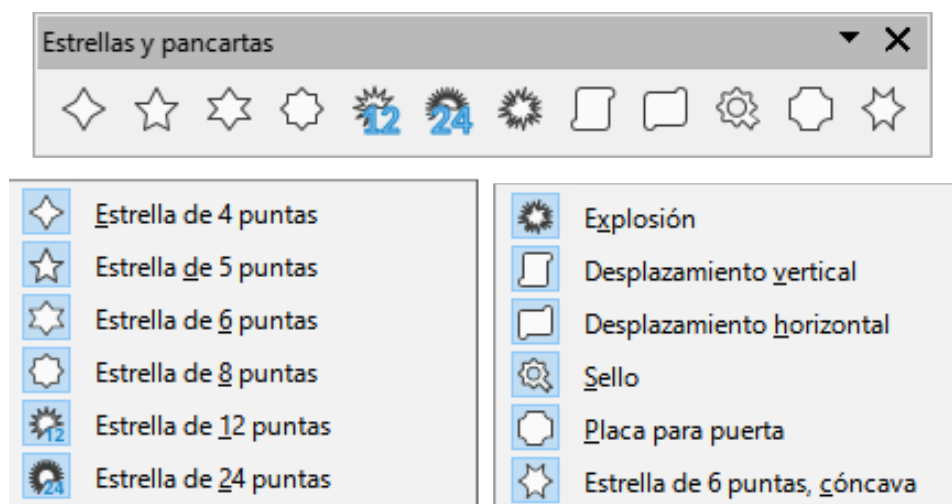 Estrellas y pancartas
12 24
Estrella de 4 puntas
Estrella de 5 puntas
Estrella de 6 puntas
Estrella de 8 puntas
12 Estrella de 12 puntas
24 Estrella de 24 puntas
Explosión
Desplazamiento vertical
Desplazamiento horizontal
Sello
Placa para puerta
Estrella de 6 puntas, cóncava